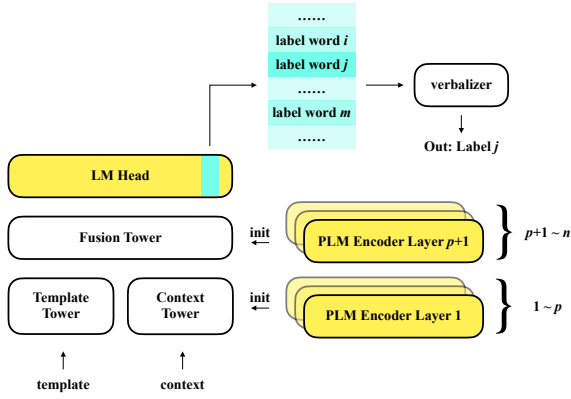 ......
label word i
label word j
......
label word m
......
verbalizer
Out: Label j
LM Head
Fusion Tower
init
PLM Encoder Layer p+1
p+1 ~ n
Template
Tower
Context
Tower
init
PLM Encoder Layer 1
1 ~ p
template
context